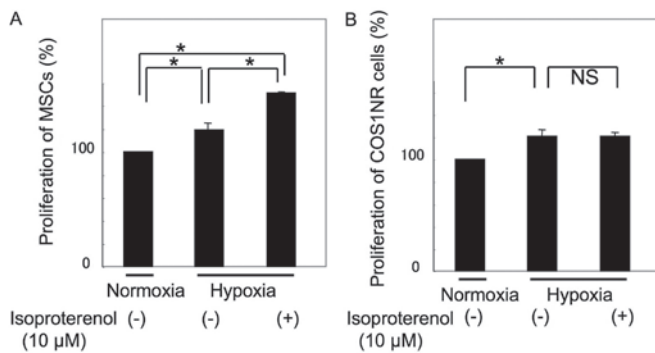 A
Proliferation of MSCs (%)
100
0
*
*
*
Normoxia
Hypoxia
Isoproterenol (-) (-) (+)
(10 µM)
B
Proliferation of COS1NR cells (%)
100
0
*
NS
Normoxia
Hypoxia
Isoproterenol (-) (-) (+)
(10 µM)